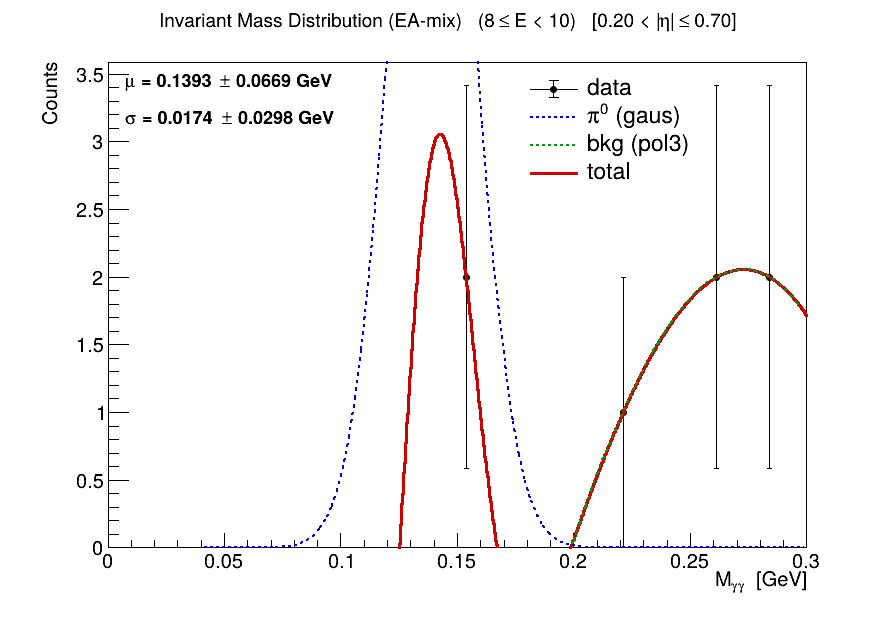 Invariant Mass Distribution (EA-mix)   (8 ≤ E < 10)   [0.20 < |η| ≤ 0.70]
Counts
μ = 0.1393 ± 0.0669 GeV
σ = 0.0174 ± 0.0298 GeV
data
π⁰ (gaus)
bkg (pol3)
total
3.5
3
2.5
2
1.5
1
0.5
0
0 0.05 0.1 0.15 0.2 0.25 0.3
M_γγ [GeV]